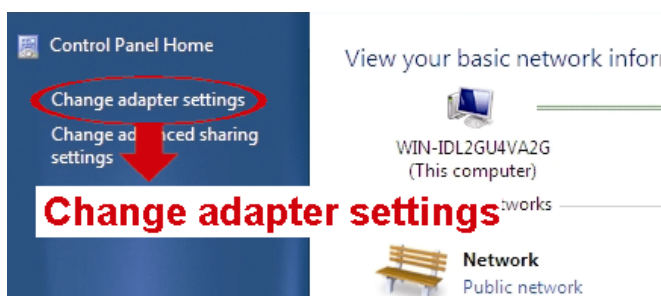 Control Panel Home
Change adapter settings
Change advanced sharing
settings
Change adapter settings
View your basic network infor
WIN-IDL2GU4VA2G
(This computer)
tworks
Network
Public network